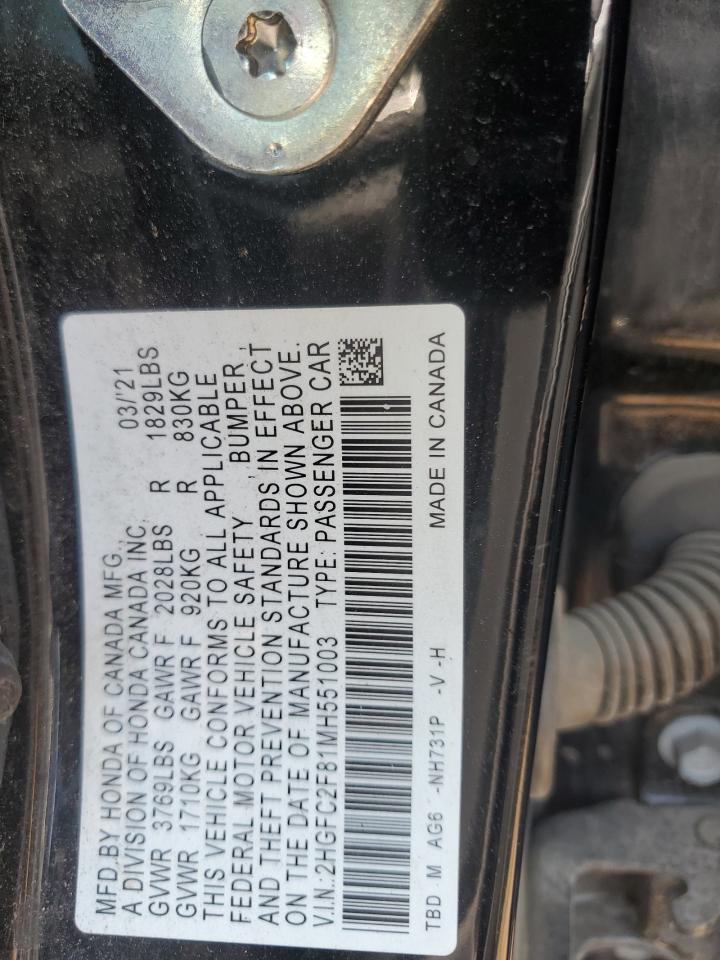 MFD.BY HONDA OF CANADA MFG., 03/'21
A DIVISION OF HONDA CANADA INC.
GVWR 3769LBS GAWR F 2028LBS R 1829LBS
GVWR 1710KG GAWR F 920KG R 830KG
THIS VEHICLE CONFORMS TO ALL APPLICABLE
FEDERAL MOTOR VEHICLE SAFETY , BUMPER ,
AND THEFT PREVENTION STANDARDS IN EFFECT
ON THE DATE OF MANUFACTURE SHOWN ABOVE.
V.I.N.:2HGFC2F81MH551003 TYPE: PASSENGER CAR
TBD -M AG6 -NH731P -V -H MADE IN CANADA